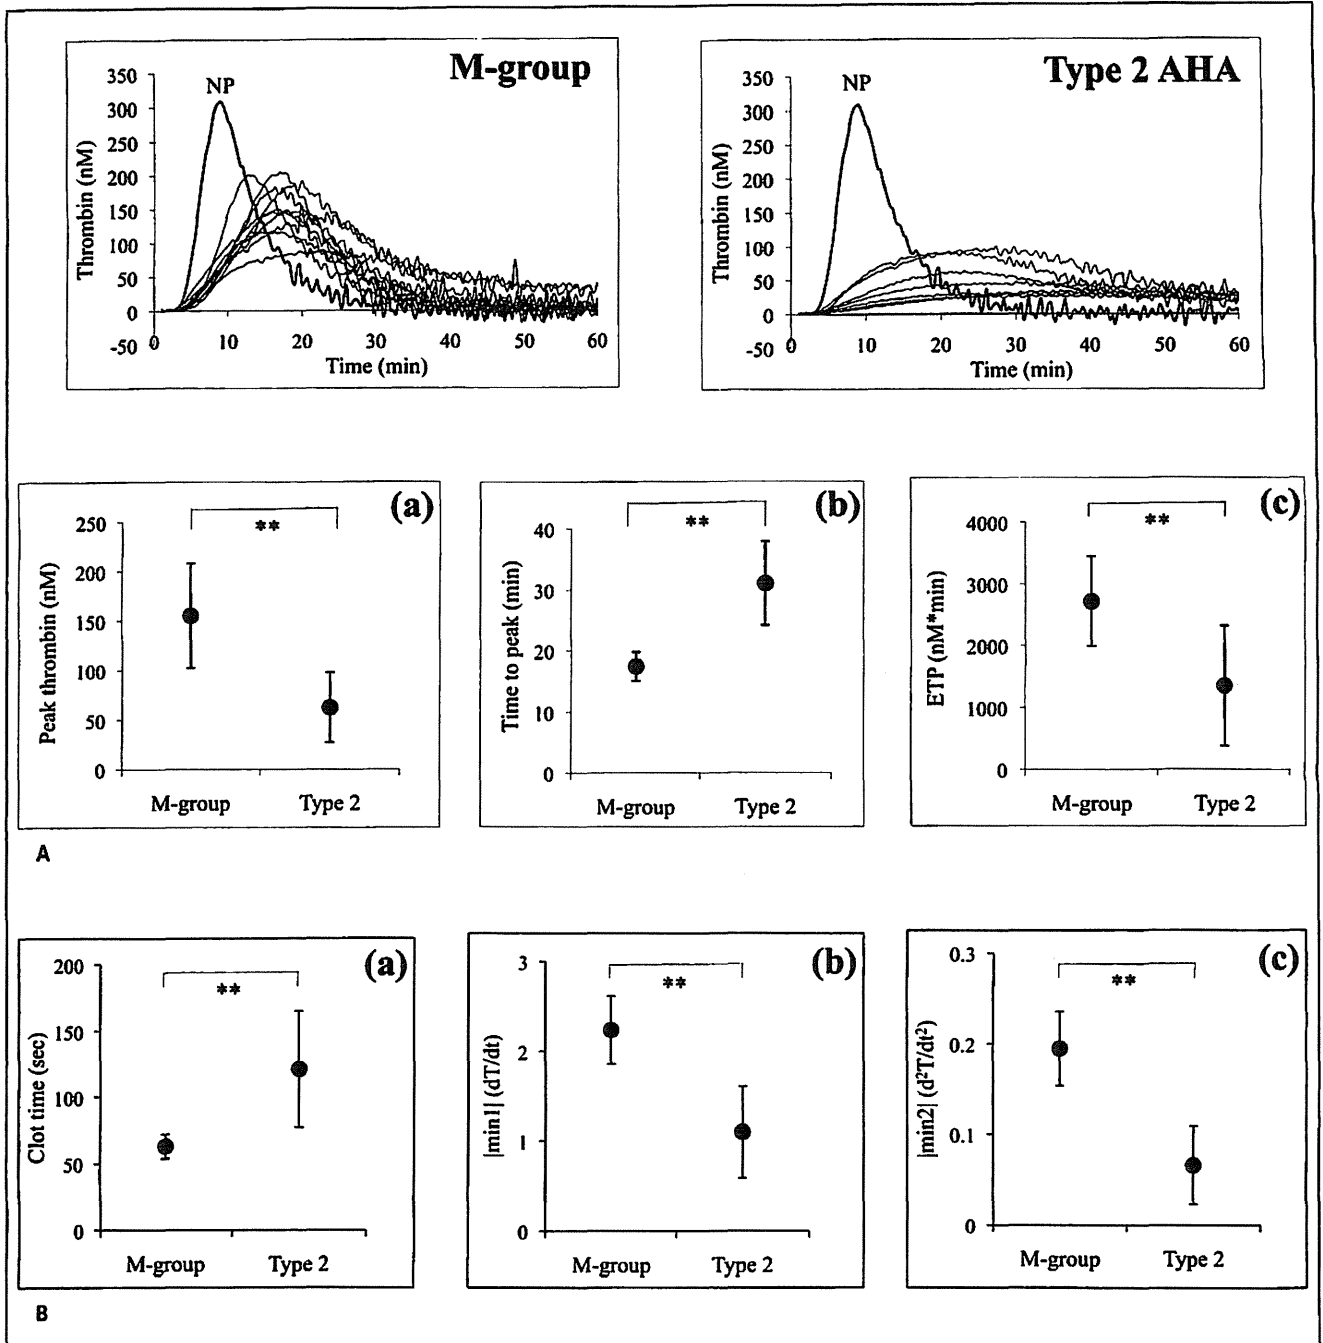 M-group
NP
350
300
250
200
150
100
50
0
-50
Thrombin (nM)
0 10 20 30 40 50 60
Time (min)
Type 2 AHA
NP
350
300
250
200
150
100
50
0
-50
Thrombin (nM)
0 10 20 30 40 50 60
Time (min)
(a)
**
250
200
150
100
50
0
Peak thrombin (nM)
M-group Type 2
(b)
**
40
30
20
10
0
Time to peak (min)
M-group Type 2
(c)
**
4000
3000
2000
1000
0
ETP (nM*min)
M-group Type 2
A
(a)
**
200
150
100
50
0
Clot time (sec)
M-group Type 2
(b)
**
3
2
1
0
|min1| (dT/dt)
M-group Type 2
(c)
**
0.3
0.2
0.1
0
|min2| (d²T/dt²)
M-group Type 2
B